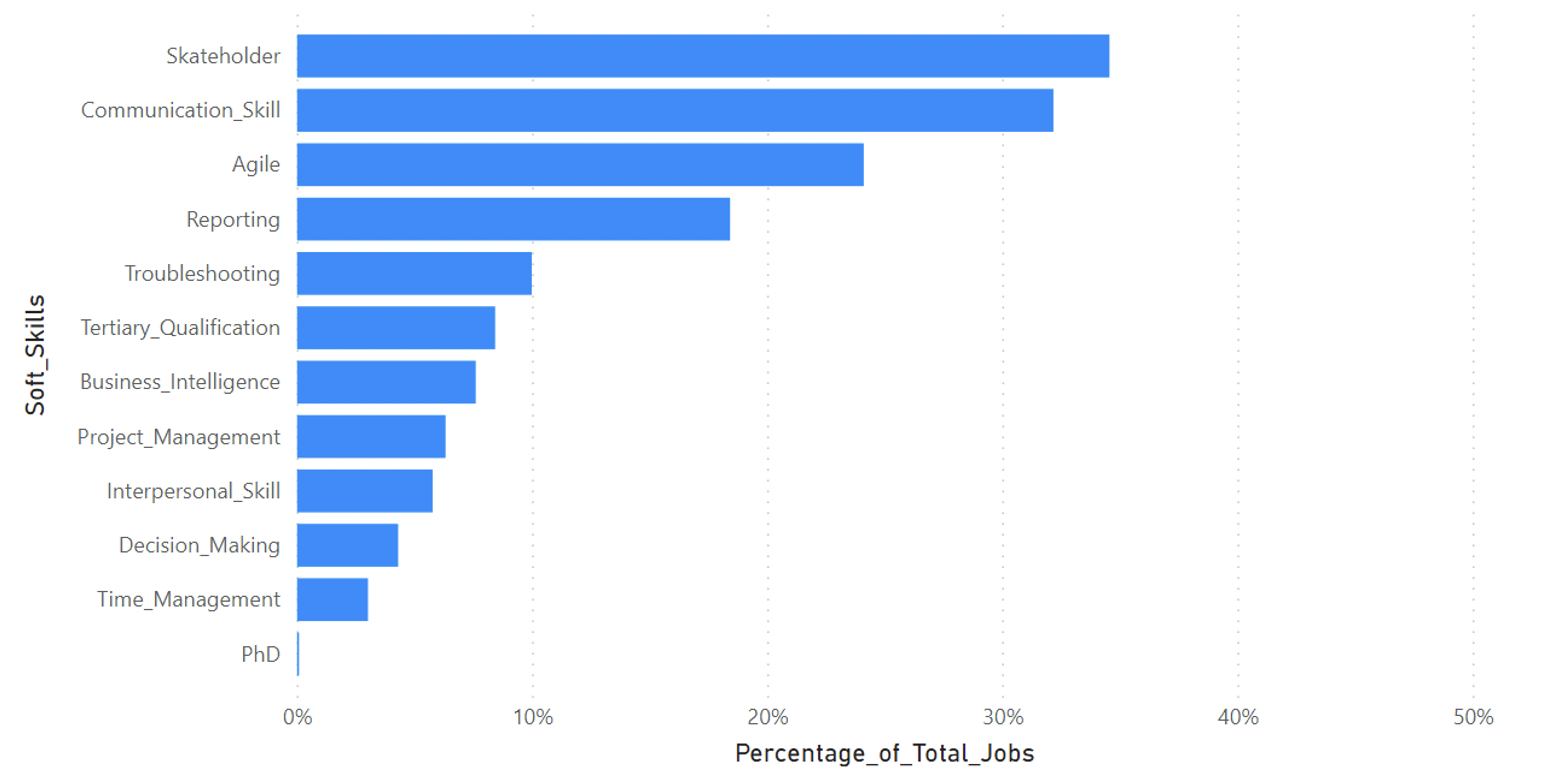 Skateholder
Communication_Skill
Agile
Reporting
Troubleshooting
Tertiary_Qualification
Business_Intelligence
Project_Management
Interpersonal_Skill
Decision_Making
Time_Management
PhD
Soft_Skills
0% 10% 20% 30% 40% 50%
Percentage_of_Total_Jobs